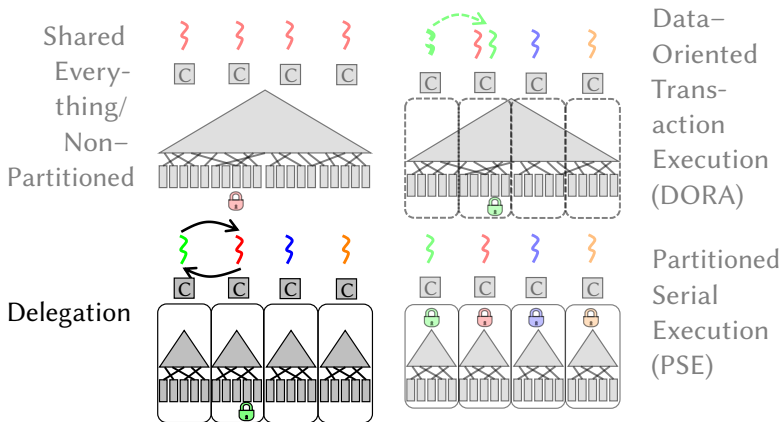 Shared
Every-
thing/
Non–
Partitioned
C C C C
Data–
Oriented
Trans-
action
Execution
(DORA)
C C C C
Delegation
C C C C
Partitioned
Serial
Execution
(PSE)
C C C C